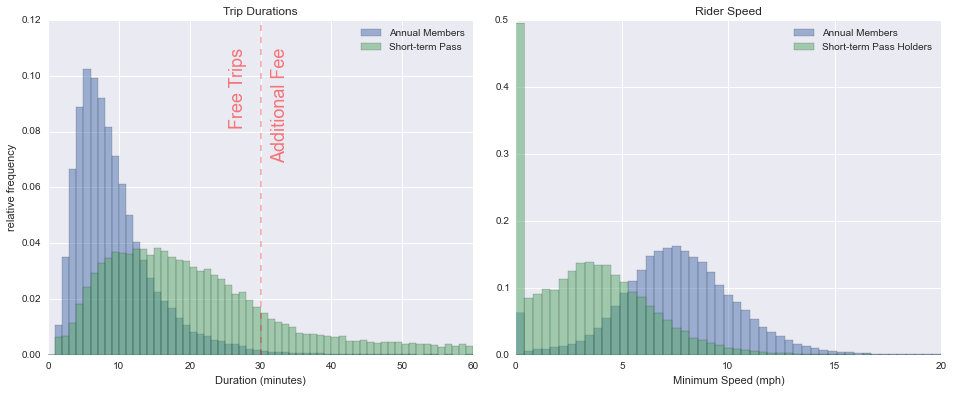 Trip Durations
0.12
0.10
0.08
0.06
0.04
0.02
0.00
relative frequency
Annual Members
Short-term Pass
Free Trips
Additional Fee
0 10 20 30 40 50 60
Duration (minutes)
Rider Speed
0.5
0.4
0.3
0.2
0.1
0.0
Annual Members
Short-term Pass Holders
0 5 10 15 20
Minimum Speed (mph)